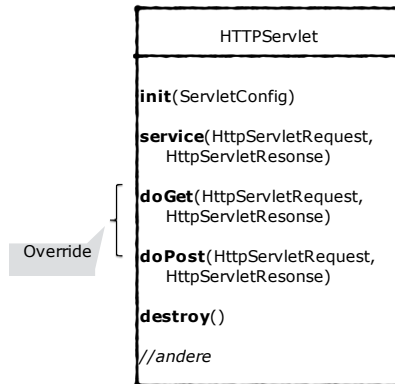 HTTPServlet
init(ServletConfig)
service(HttpServletRequest,
HttpServletResonse)
doGet(HttpServletRequest,
HttpServletResonse)
Override
doPost(HttpServletRequest,
HttpServletResonse)
destroy()
//andere